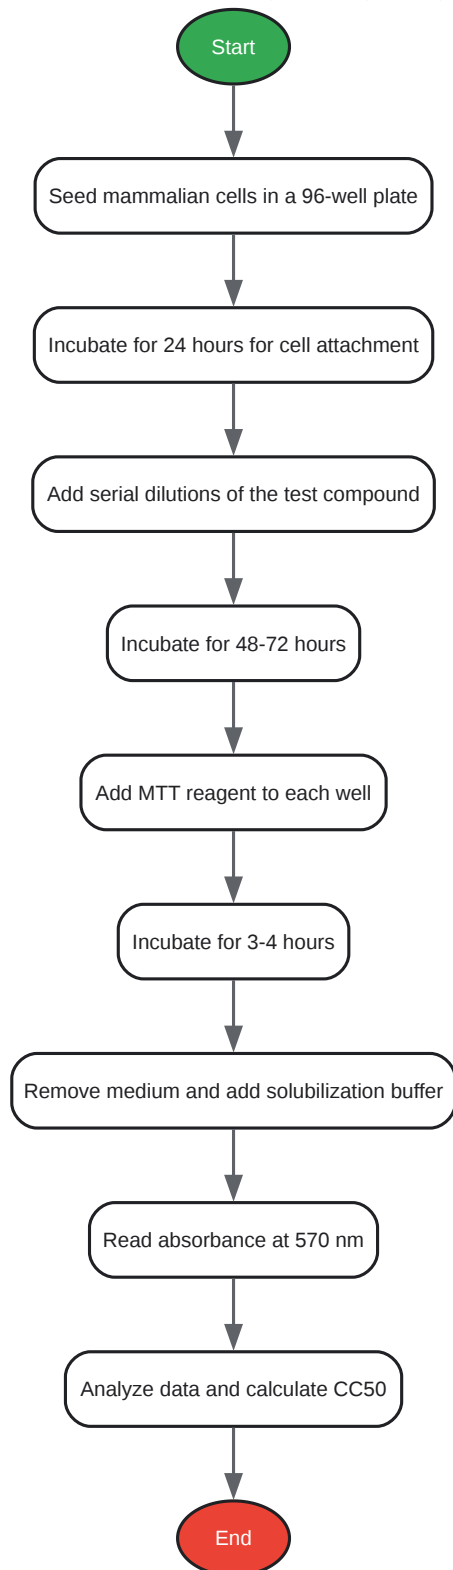 Start
Seed mammalian cells in a 96-well plate
Incubate for 24 hours for cell attachment
Add serial dilutions of the test compound
Incubate for 48-72 hours
Add MTT reagent to each well
Incubate for 3-4 hours
Remove medium and add solubilization buffer
Read absorbance at 570 nm
Analyze data and calculate CC50
End